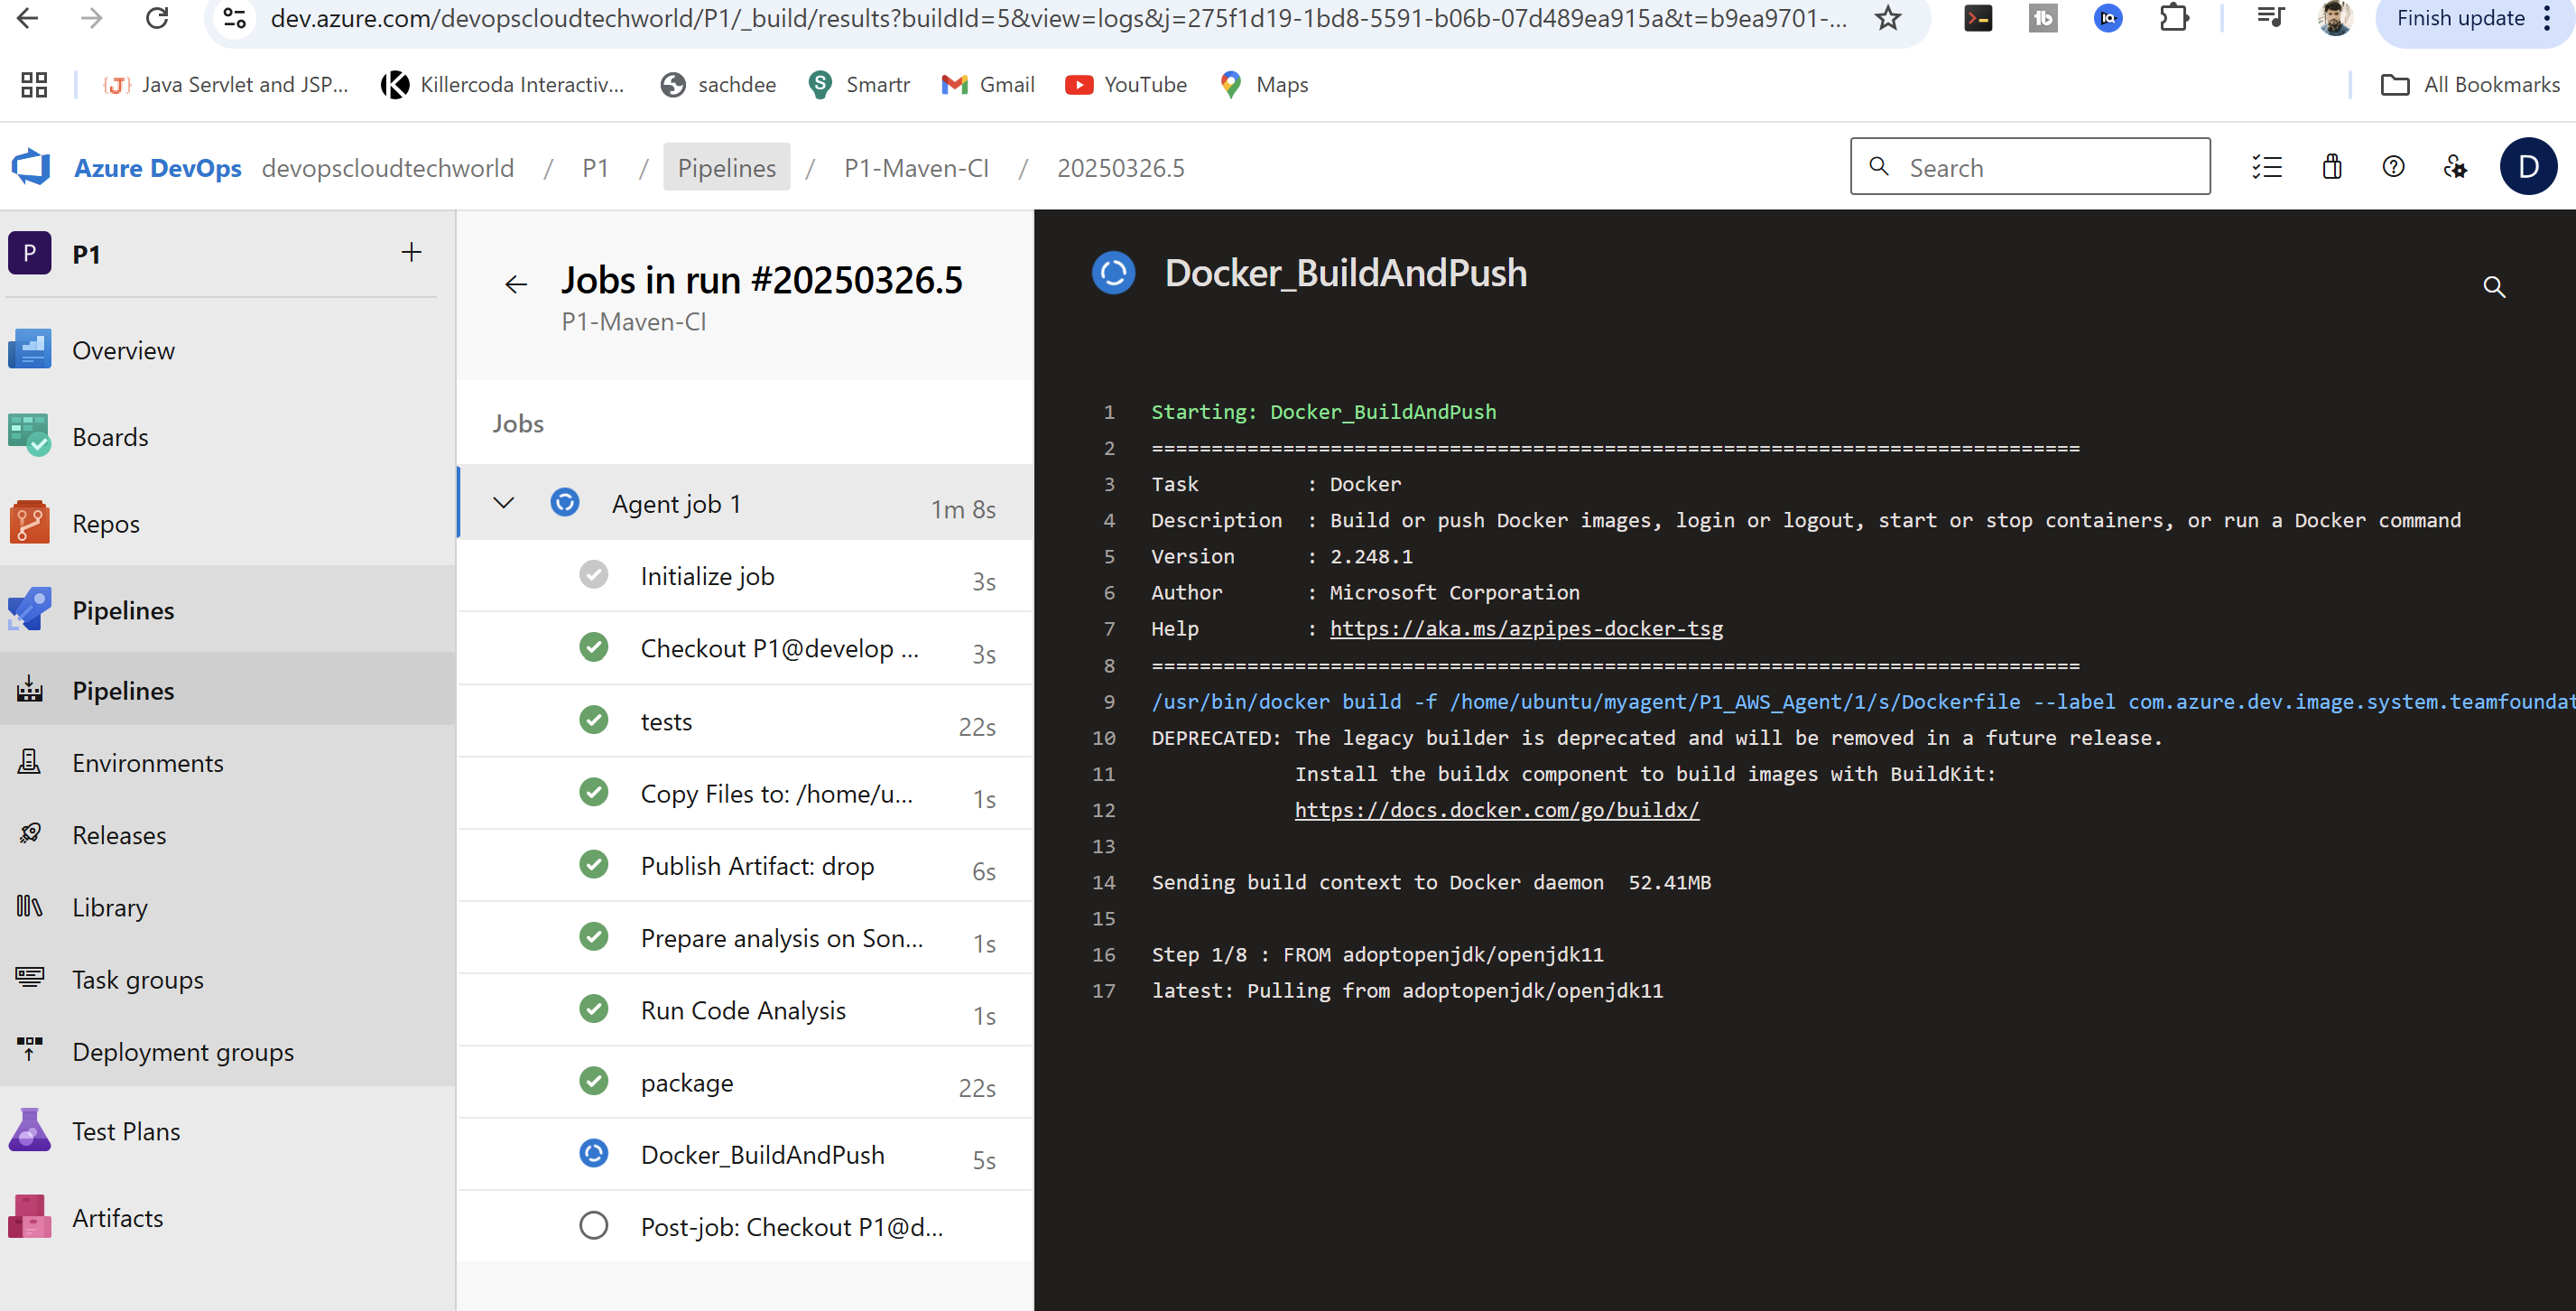 dev.azure.com/devopscloudtechworld/P1/_build/results?buildId=5&view=logs&j=275f1d19-1bd8-5591-b06b-07d489ea915a&t=b9ea9701-...
Finish update
Java Servlet and JSP...
Killercoda Interactiv...
sachdee
Smartr
Gmail
YouTube
Maps
All Bookmarks
Azure DevOps devopscloudtechworld / P1 / Pipelines / P1-Maven-CI / 20250326.5
Search
D
P P1 +
Overview
Boards
Repos
Pipelines
Pipelines
Environments
Releases
Library
Task groups
Deployment groups
Test Plans
Artifacts
Jobs in run #20250326.5
P1-Maven-CI
Jobs
Agent job 1 1m 8s
Initialize job 3s
Checkout P1@develop ... 3s
tests 22s
Copy Files to: /home/u... 1s
Publish Artifact: drop 6s
Prepare analysis on Son... 1s
Run Code Analysis 1s
package 22s
Docker_BuildAndPush 5s
Post-job: Checkout P1@d...
Docker_BuildAndPush
1 Starting: Docker_BuildAndPush
2 ==============================================================================
3 Task : Docker
4 Description : Build or push Docker images, login or logout, start or stop containers, or run a Docker command
5 Version : 2.248.1
6 Author : Microsoft Corporation
7 Help : https://aka.ms/azpipes-docker-tsg
8 ==============================================================================
9 /usr/bin/docker build -f /home/ubuntu/myagent/P1_AWS_Agent/1/s/Dockerfile --label com.azure.dev.image.system.teamfoundat
10 DEPRECATED: The legacy builder is deprecated and will be removed in a future release.
11 Install the buildx component to build images with BuildKit:
12 https://docs.docker.com/go/buildx/
13
14 Sending build context to Docker daemon 52.41MB
15
16 Step 1/8 : FROM adoptopenjdk/openjdk11
17 latest: Pulling from adoptopenjdk/openjdk11